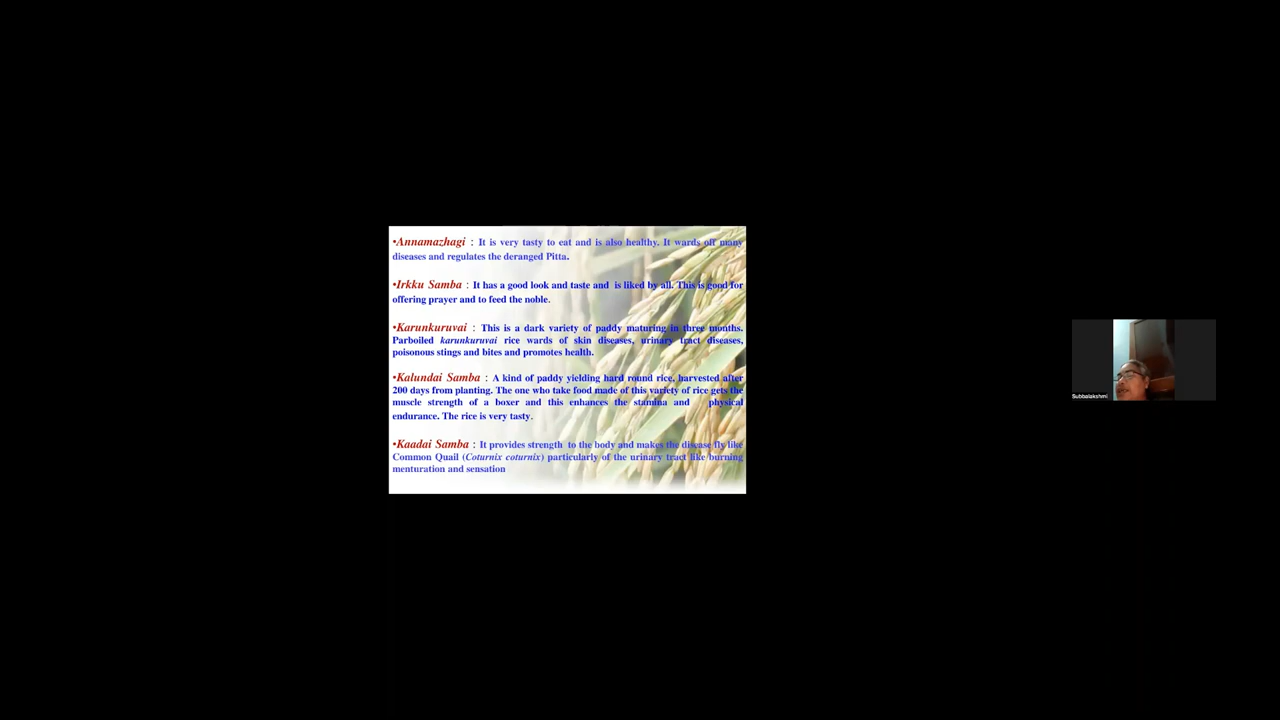 •Annamazhagi : It is very tasty to eat and is also healthy. It wards off many
diseases and regulates the deranged Pitta.
•Irkku Samba : It has a good look and taste and is liked by all. This is good for
offering prayer and to feed the noble.
•Karunkuruvai : This is a dark variety of paddy maturing in three months.
Parboiled karunkuruvai rice wards of skin diseases, urinary tract diseases,
poisonous stings and bites and promotes health.
•Kalundai Samba : A kind of paddy yielding hard round rice, harvested after
200 days from planting. The one who take food made of this variety of rice gets the
muscle strength of a boxer and this enhances the stamina and physical
endurance. The rice is very tasty.
•Kaadai Samba : It provides strength to the body and makes the disease fly like
Common Quail (Coturnix coturnix) particularly of the urinary tract like burning
menturation and sensation
Subbalakshmi